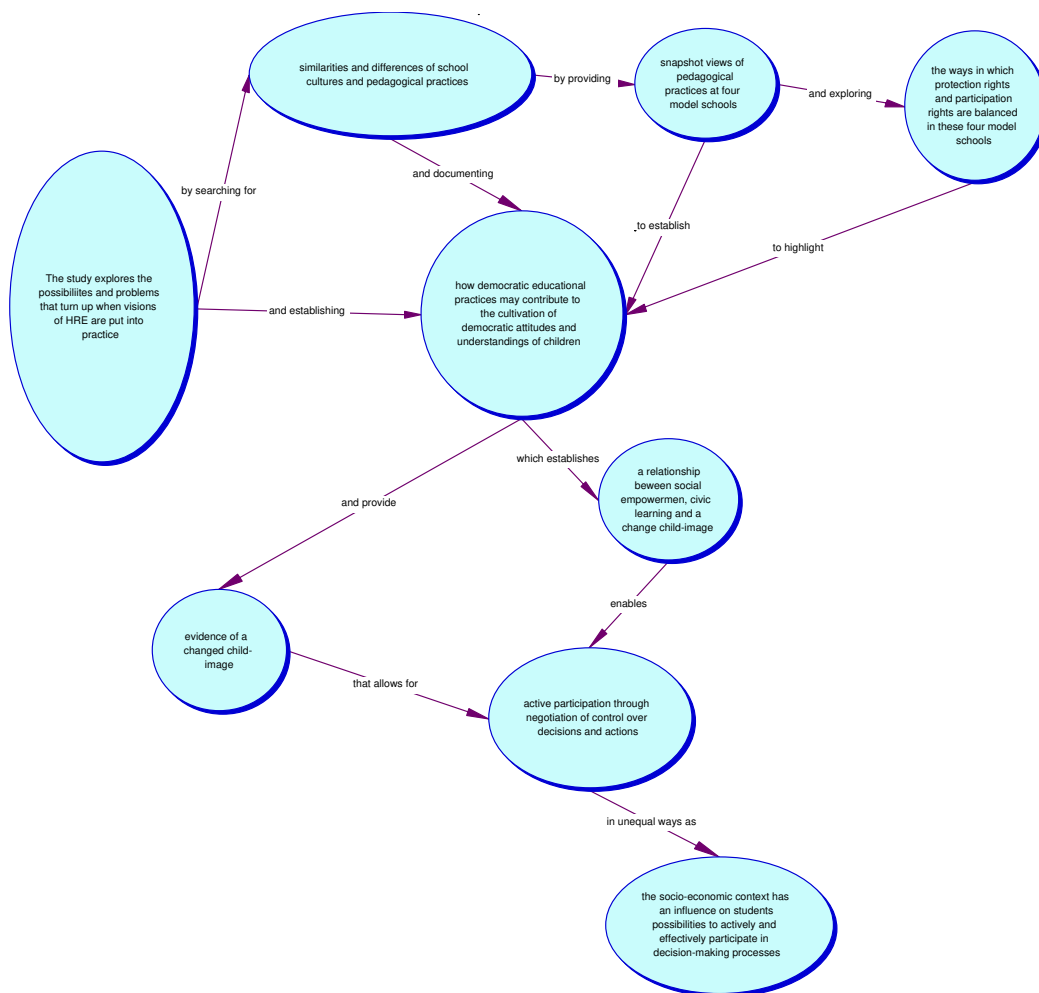 similarities and differences of school
cultures and pedagogical practices
by providing
snapshot views of
pedagogical
practices at four
model schools
and exploring
the ways in which
protection rights
and participation
rights are balanced
in these four model
schools
by searching for
and documenting
to establish
to highlight
The study explores the
possibiliites and problems
that turn up when visions
of HRE are put into
practice
and establishing
how democratic educational
practices may contribute to
the cultivation of
democratic attitudes and
understandings of children
which establishes
and provide
a relationship
beween social
empowermen, civic
learning and a
change child-image
enables
evidence of a
changed child-
image
that allows for
active participation through
negotiation of control over
decisions and actions
in unequal ways as
the socio-economic context has
an influence on students
possibilities to actively and
effectively participate in
decision-making processes